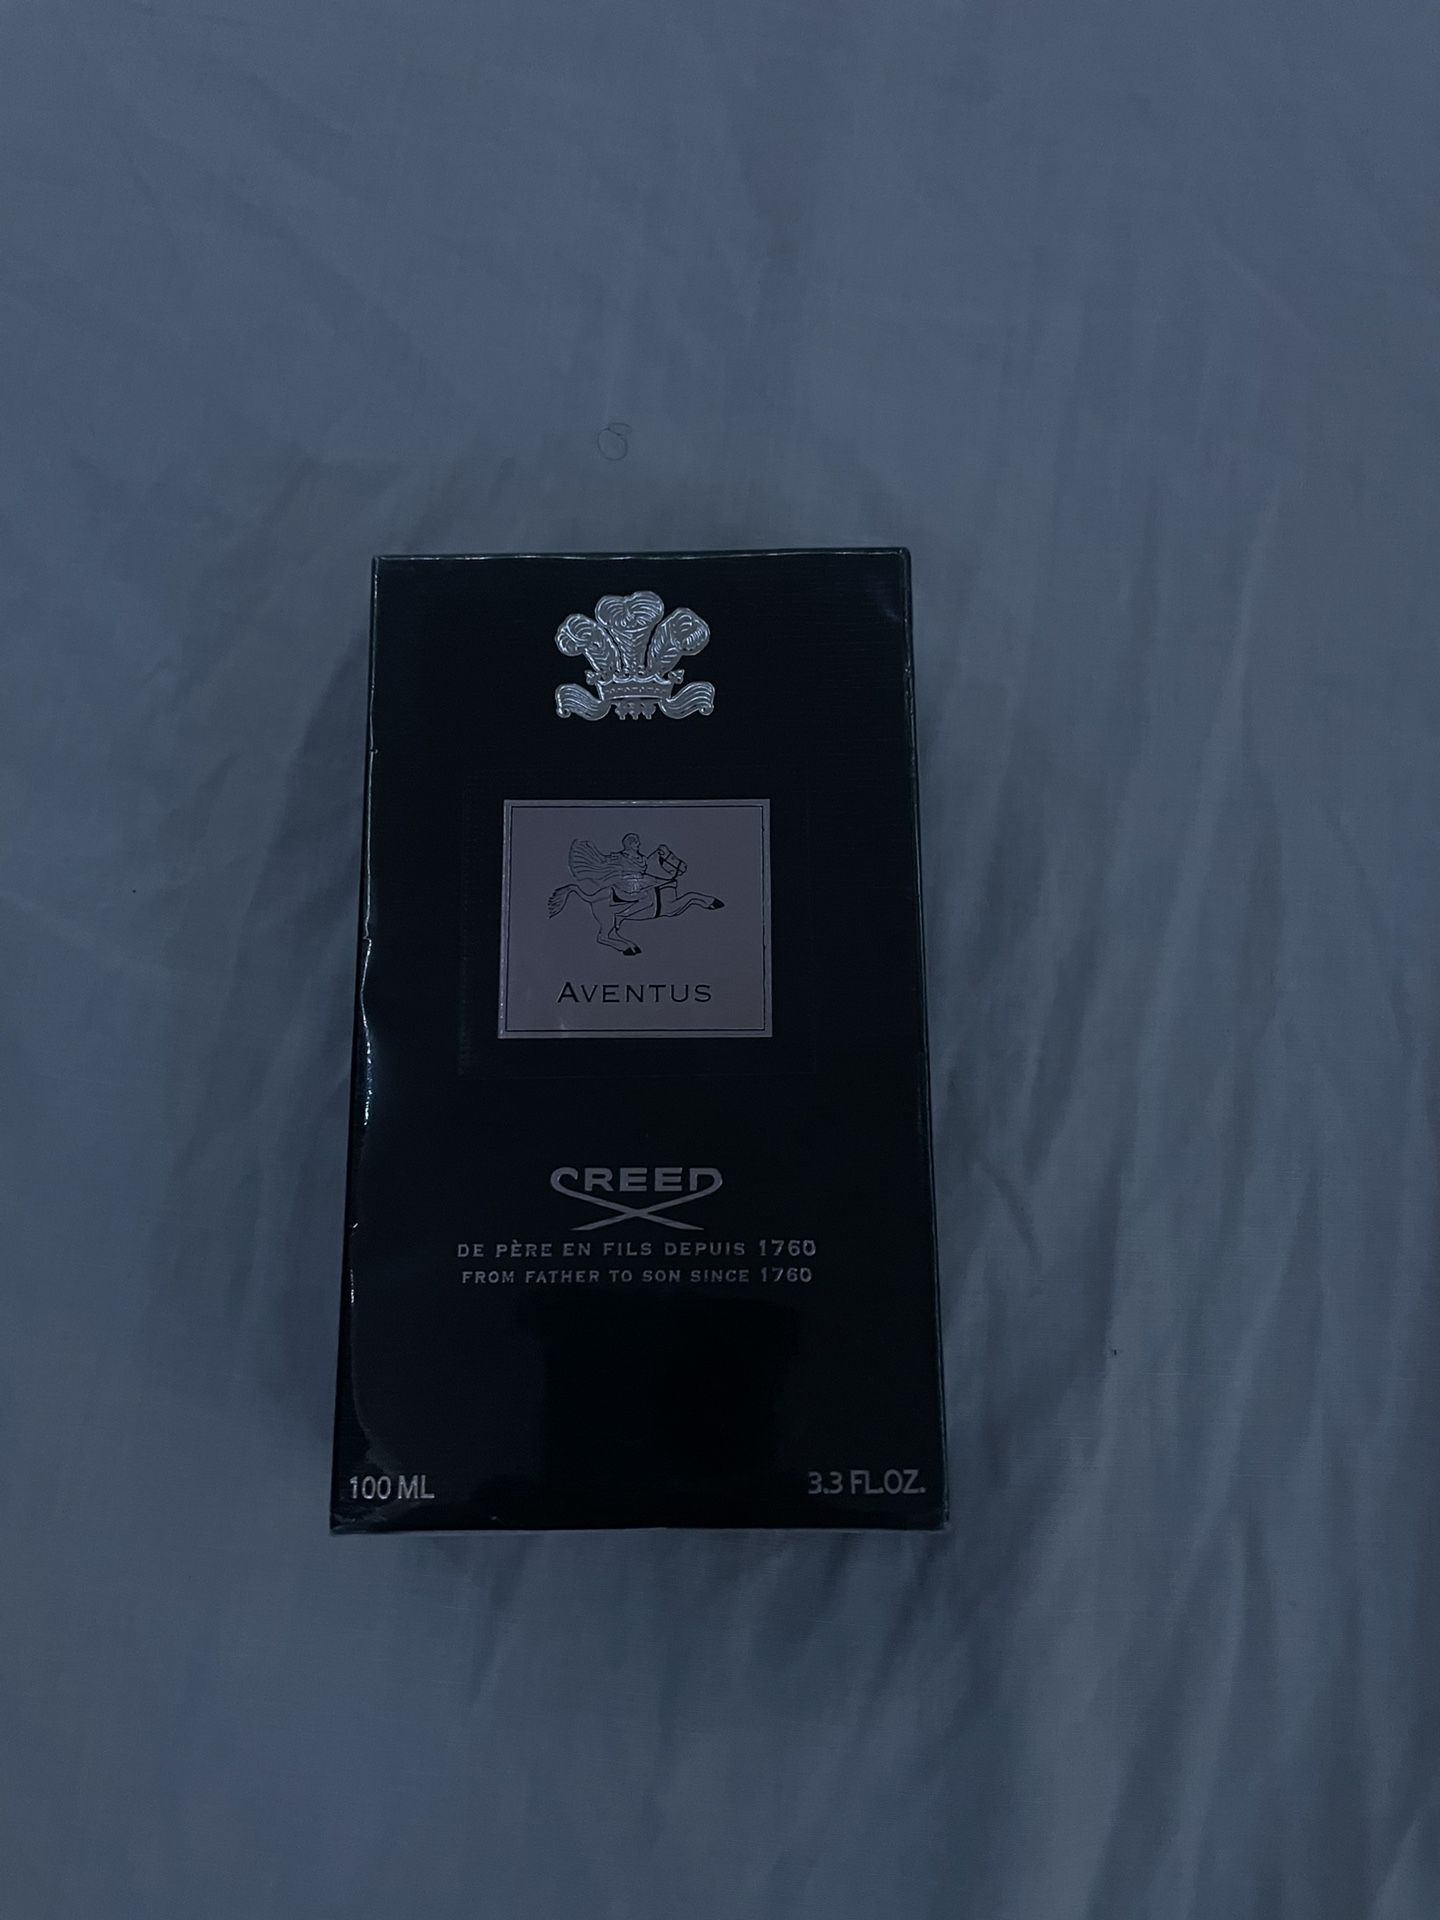 AVENTUS
CREED
DE PÈRE EN FILS DEPUIS 1760
FROM FATHER TO SON SINCE 1760
100 ML
3.3 FL.OZ.